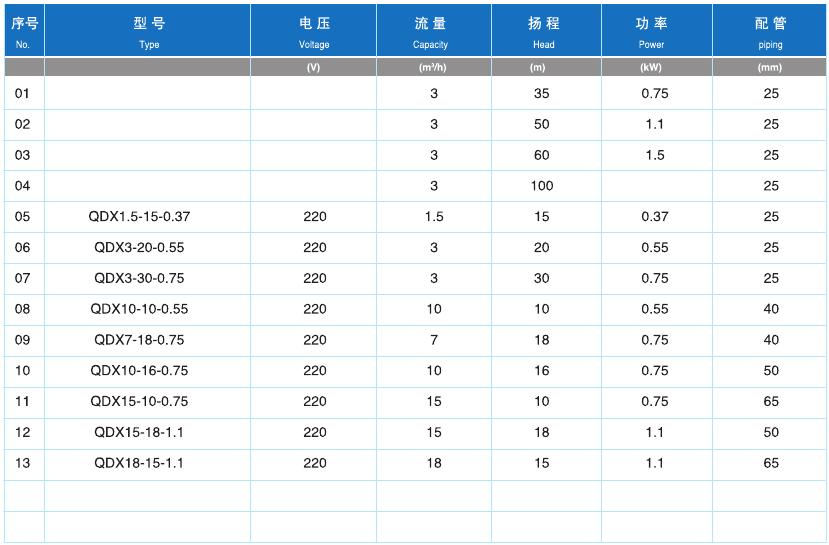 序号 型号 电压 流量 扬程 功率 配管
No. Type Voltage Capacity Head Power piping
(V) (m³/h) (m) (kW) (mm)
01 3 35 0.75 25
02 3 50 1.1 25
03 3 60 1.5 25
04 3 100 25
05 QDX1.5-15-0.37 220 1.5 15 0.37 25
06 QDX3-20-0.55 220 3 20 0.55 25
07 QDX3-30-0.75 220 3 30 0.75 25
08 QDX10-10-0.55 220 10 10 0.55 40
09 QDX7-18-0.75 220 7 18 0.75 40
10 QDX10-16-0.75 220 10 16 0.75 50
11 QDX15-10-0.75 220 15 10 0.75 65
12 QDX15-18-1.1 220 15 18 1.1 50
13 QDX18-15-1.1 220 18 15 1.1 65